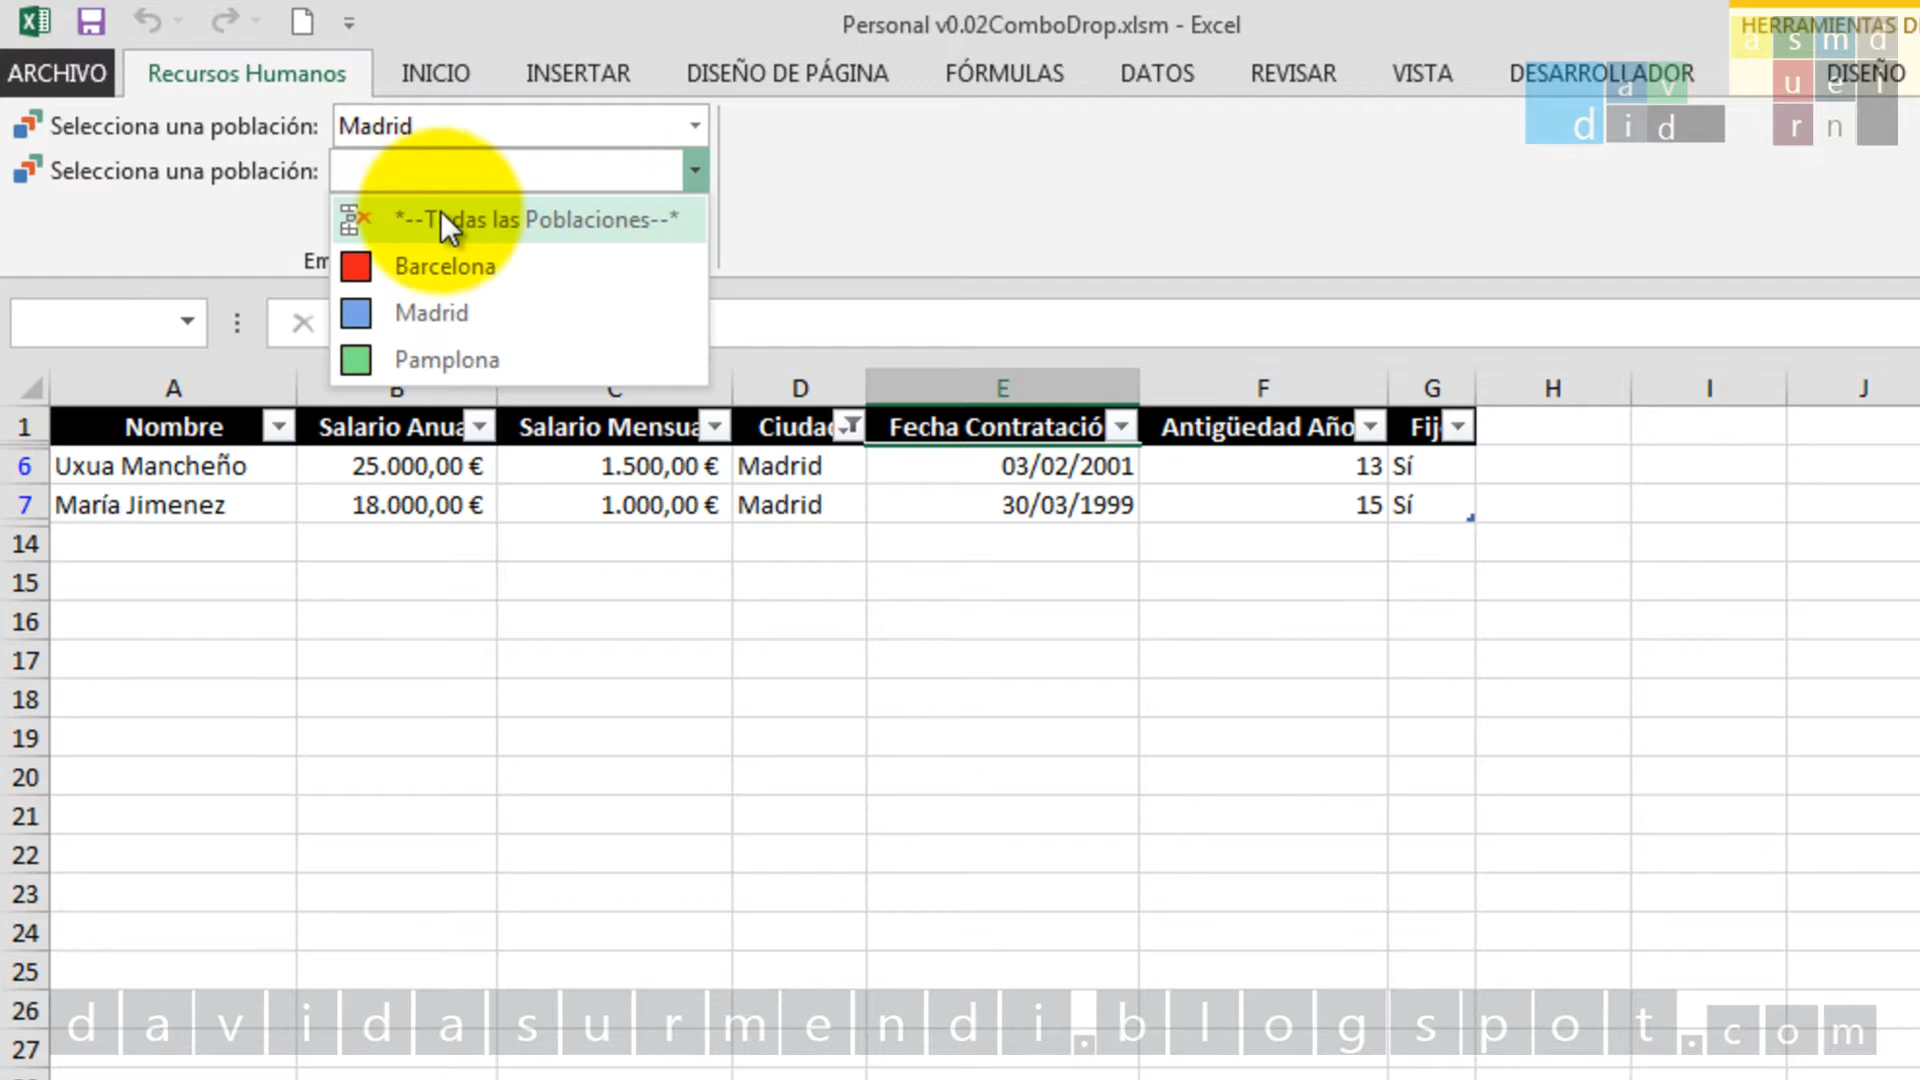 Personal v0.02ComboDrop.xlsm - Excel
HERRAMIENTAS D
ARCHIVO Recursos Humanos INICIO INSERTAR DISEÑO DE PÁGINA FÓRMULAS DATOS REVISAR VISTA DESARROLLADOR DISEÑO
a s m d
u e i
r n
a v
d i d
Selecciona una población: Madrid
Selecciona una población:
*--Todas las Poblaciones--*
Em
Barcelona
Madrid
Pamplona
A B C D E F G H I J
1 Nombre Salario Anua Salario Mensua Ciudad Fecha Contratació Antigüedad Año Fij
6 Uxua Mancheño 25.000,00 € 1.500,00 € Madrid 03/02/2001 13 Sí
7 María Jimenez 18.000,00 € 1.000,00 € Madrid 30/03/1999 15 Sí
14
15
16
17
18
19
20
21
22
23
24
25
26
davidasurmendi.blogspot.com
27